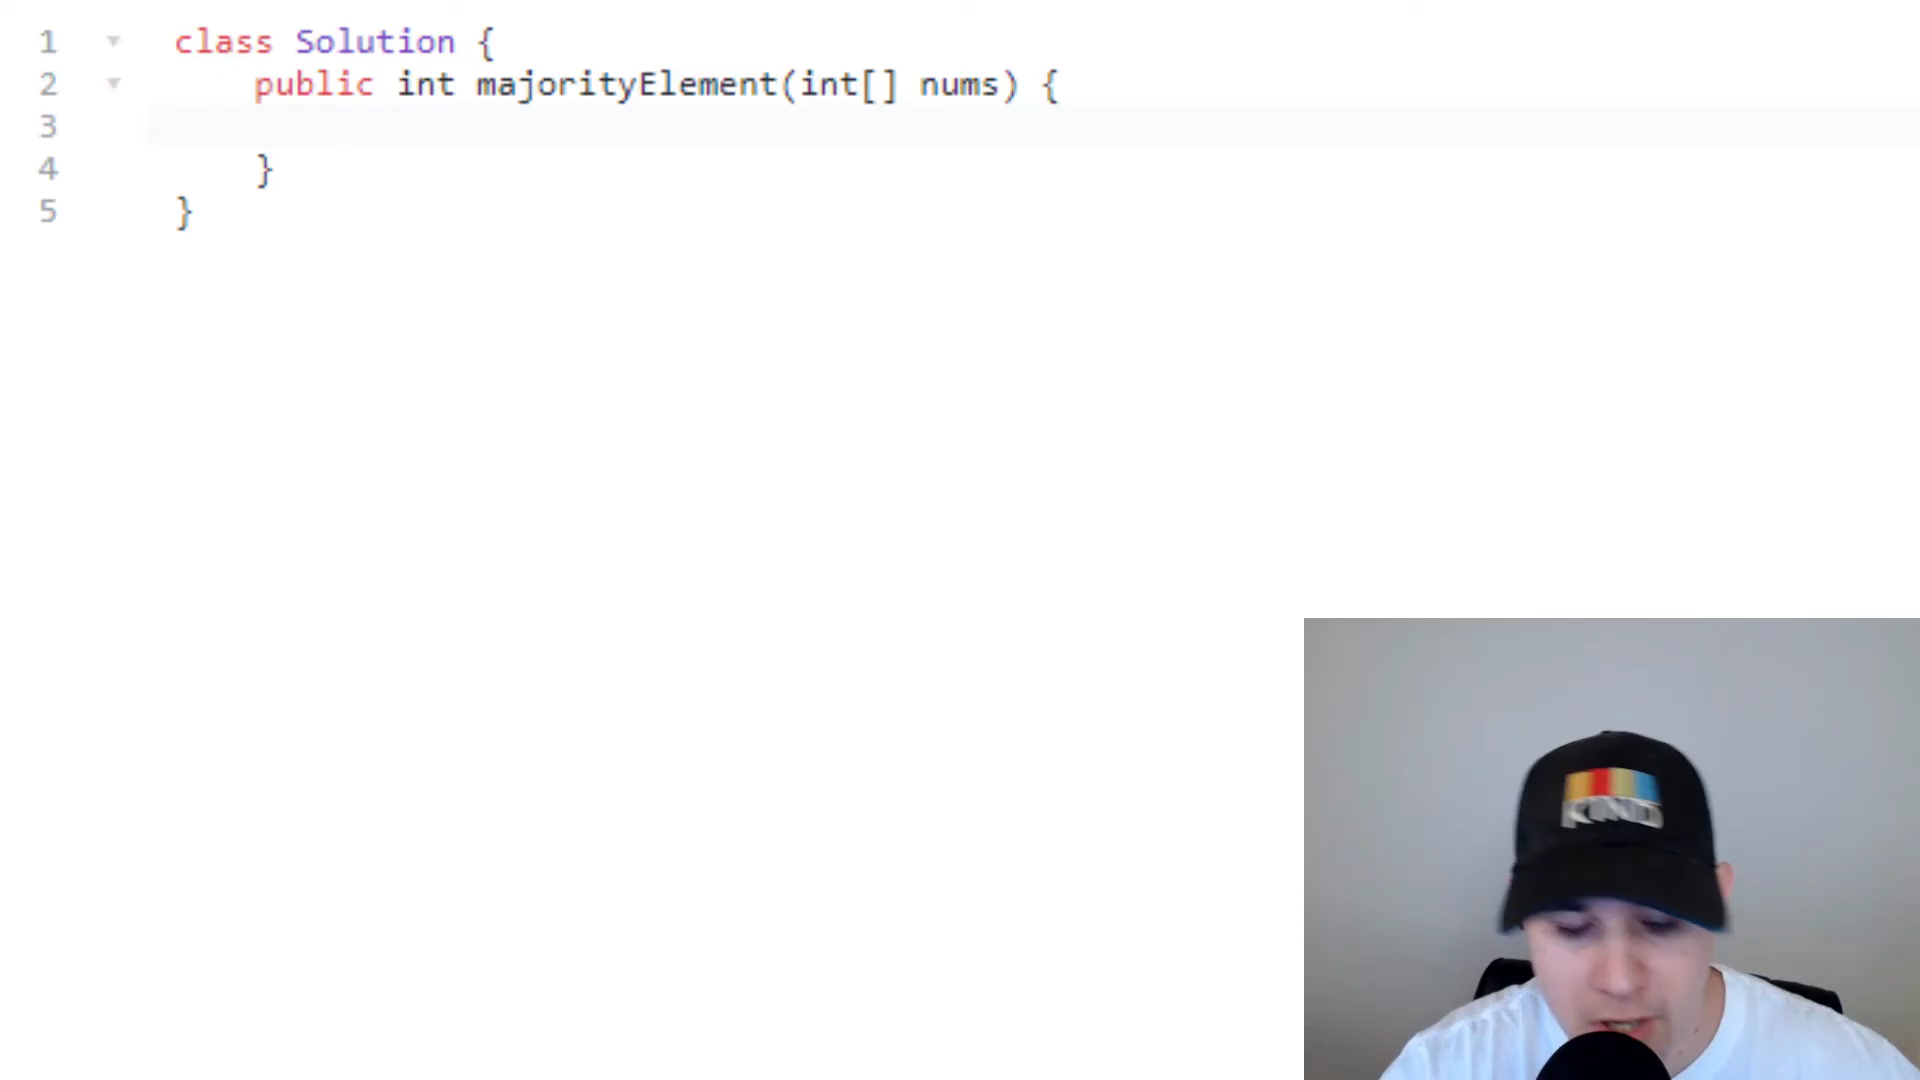 1 class Solution {
2 public int majorityElement(int[] nums) {
3
4 }
5 }
KIND